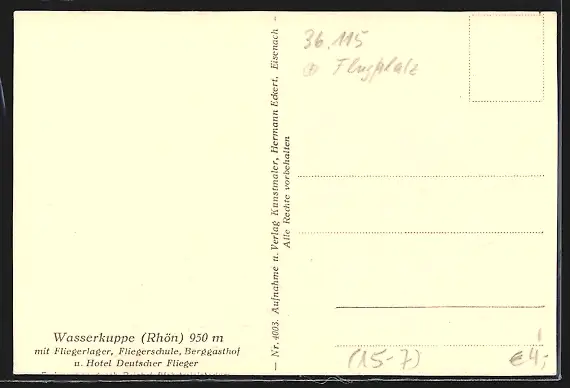 Wasserkuppe (Rhön) 950 m
mit Fliegerlager, Fliegerschule, Berggasthof
u. Hotel Deutscher Flieger
— Nr. 4003. Aufnahme u. Verlag Kunstmaler, Hermann Eckert, Eisenach —
Alle Rechte vorbehalten
36.115
Flugplatz
(15-7)
€4,-